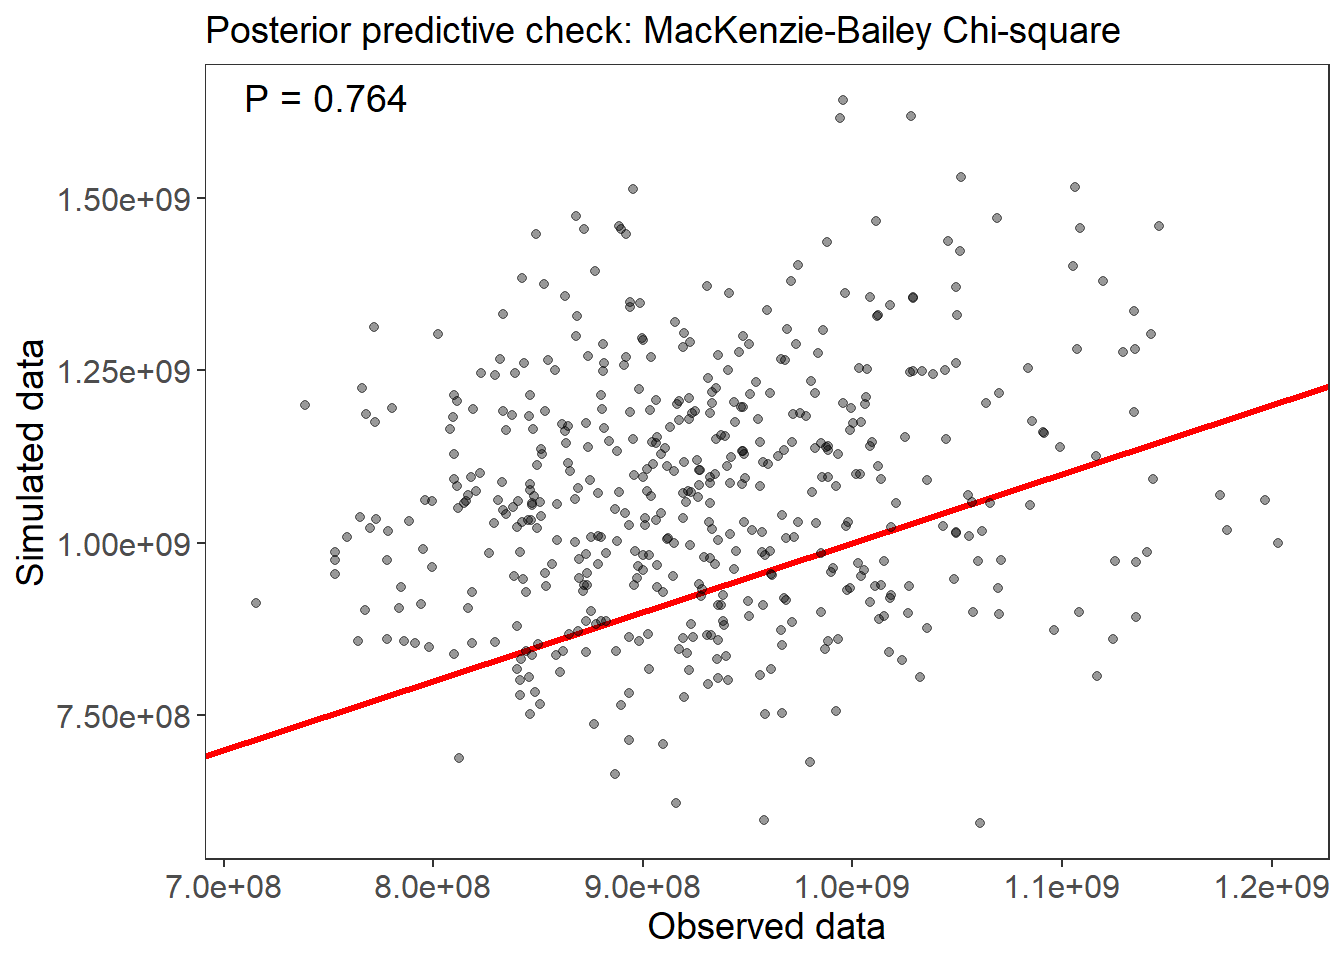 Posterior predictive check: MacKenzie-Bailey Chi-square
P = 0.764
1.50e+09
1.25e+09
1.00e+09
7.50e+08
Simulated data
7.0e+08 8.0e+08 9.0e+08 1.0e+09 1.1e+09 1.2e+09
Observed data